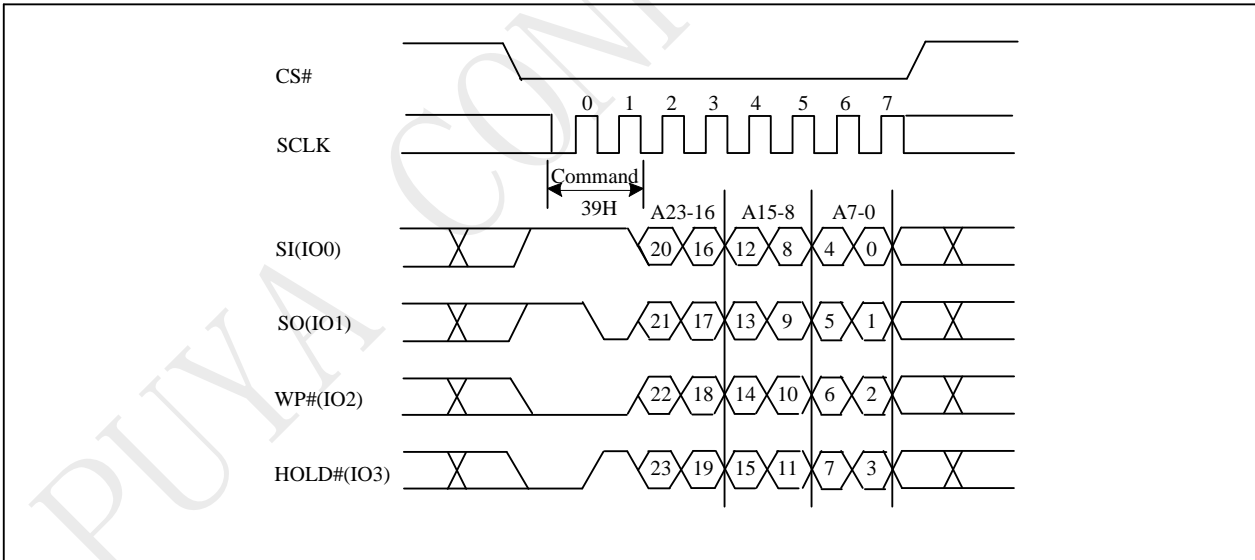 CS#
0 1 2 3 4 5 6 7
SCLK
Command
39H
A23-16 A15-8 A7-0
SI(IO0)
20 16 12 8 4 0
SO(IO1)
21 17 13 9 5 1
WP#(IO2)
22 18 14 10 6 2
HOLD#(IO3)
23 19 15 11 7 3